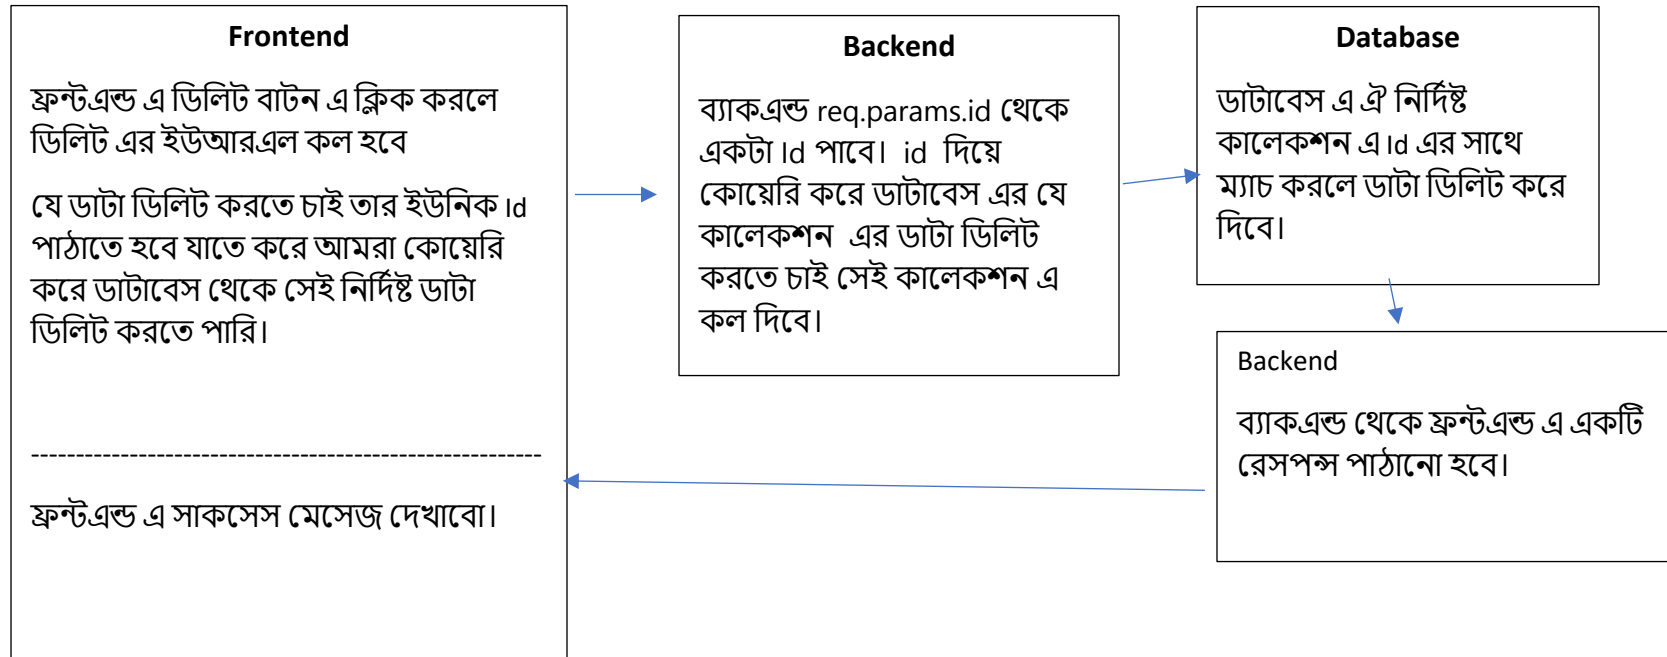 Frontend
ফ্রন্টএন্ড এ ডিলিট বাটন এ ক্লিক করলে
ডিলিট এর ইউআরএল কল হবে
যে ডাটা ডিলিট করতে চাই তার ইউনিক Id
পাঠাতে হবে যাতে করে আমরা কোয়েরি
করে ডাটাবেস থেকে সেই নির্দিষ্ট ডাটা
ডিলিট করতে পারি।
---------------------------------------------------------
ফ্রন্টএন্ড এ সাকসেস মেসেজ দেখাবো।
Backend
ব্যাকএন্ড req.params.id থেকে
একটা Id পাবে। id দিয়ে
কোয়েরি করে ডাটাবেস এর যে
কালেকশন এর ডাটা ডিলিট
করতে চাই সেই কালেকশন এ
কল দিবে।
Database
ডাটাবেস এ ঐ নির্দিষ্ট
কালেকশন এ Id এর সাথে
ম্যাচ করলে ডাটা ডিলিট করে
দিবে।
Backend
ব্যাকএন্ড থেকে ফ্রন্টএন্ড এ একটি
রেসপন্স পাঠানো হবে।